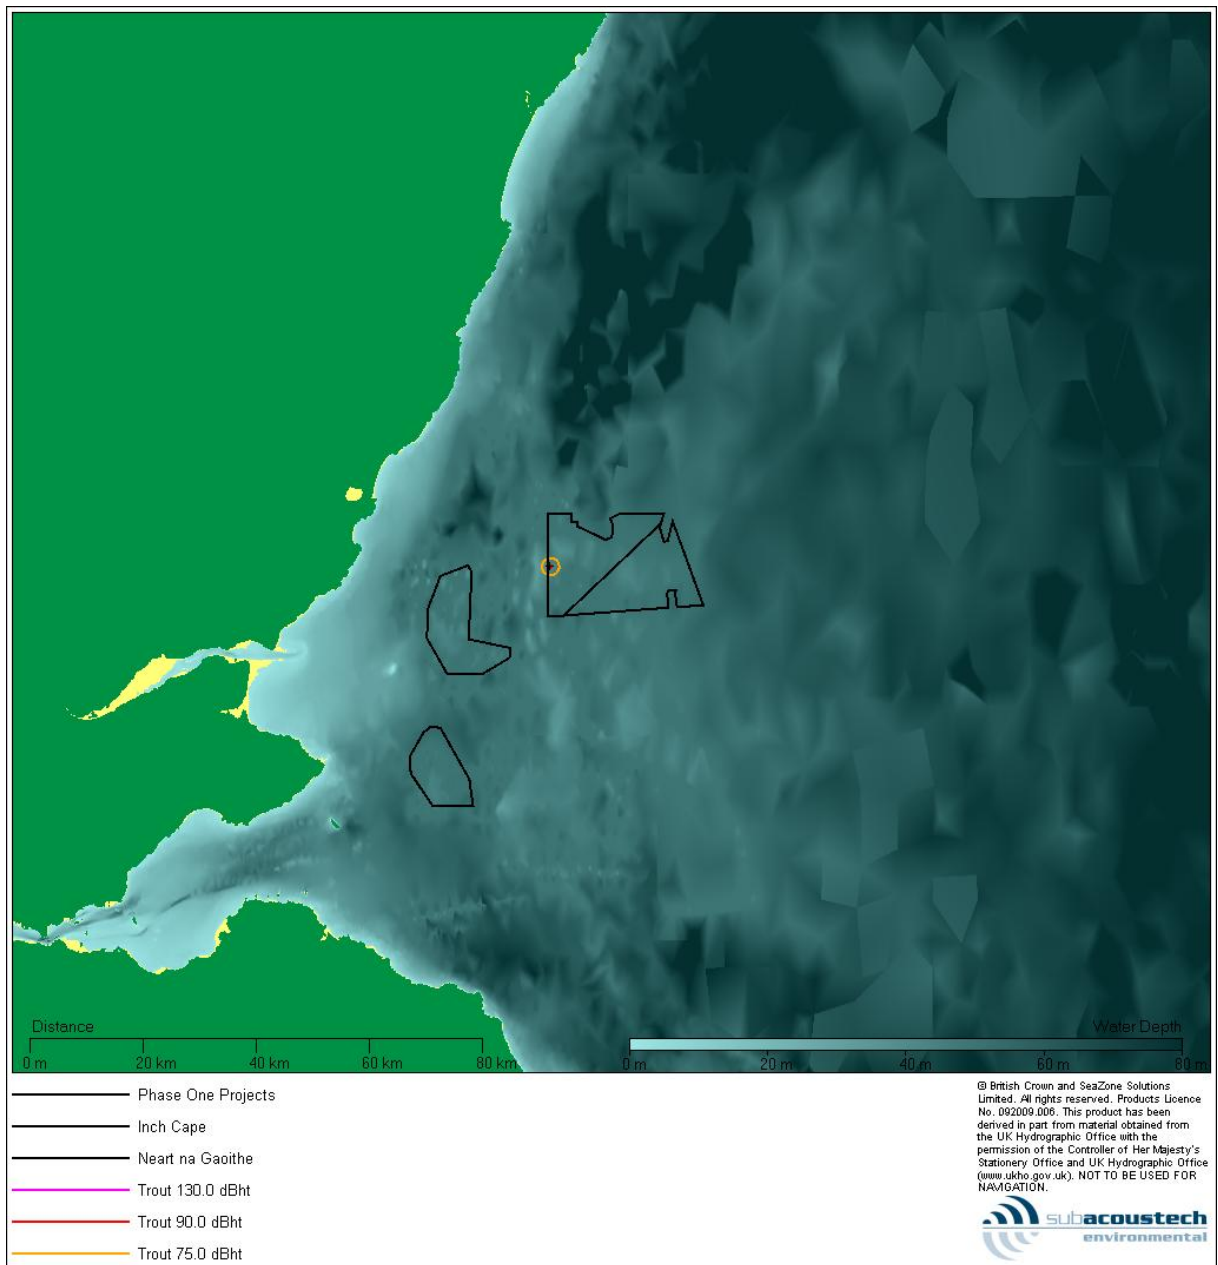 Distance
0 m 20 km 40 km 60 km 80 km
Water Depth
0 m 20 m 40 m 60 m 80 m
Phase One Projects
Inch Cape
Neart na Gaoithe
Trout 130.0 dBht
Trout 90.0 dBht
Trout 75.0 dBht
© British Crown and SeaZone Solutions
Limited. All rights reserved. Products Licence
No. 092009.006. This product has been
derived in part from material obtained from
the UK Hydrographic Office with the
permission of the Controller of Her Majesty's
Stationery Office and UK Hydrographic Office
(www.ukho.gov.uk). NOT TO BE USED FOR
NAVIGATION.
subacoustech
environmental